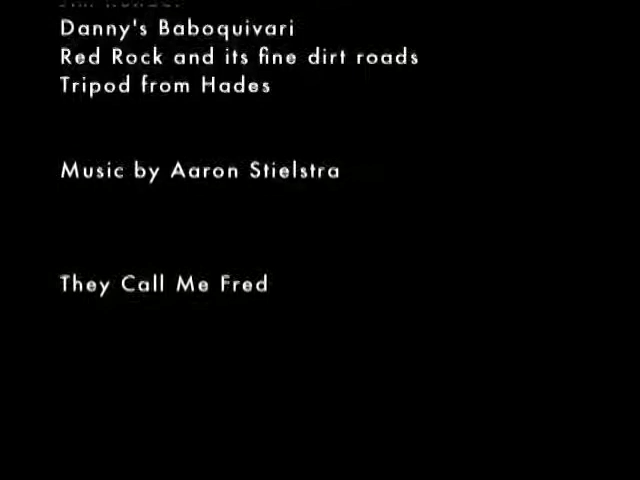 Danny's Baboquivari
Red Rock and its fine dirt roads
Tripod from Hades
Music by Aaron Stielstra
They Call Me Fred